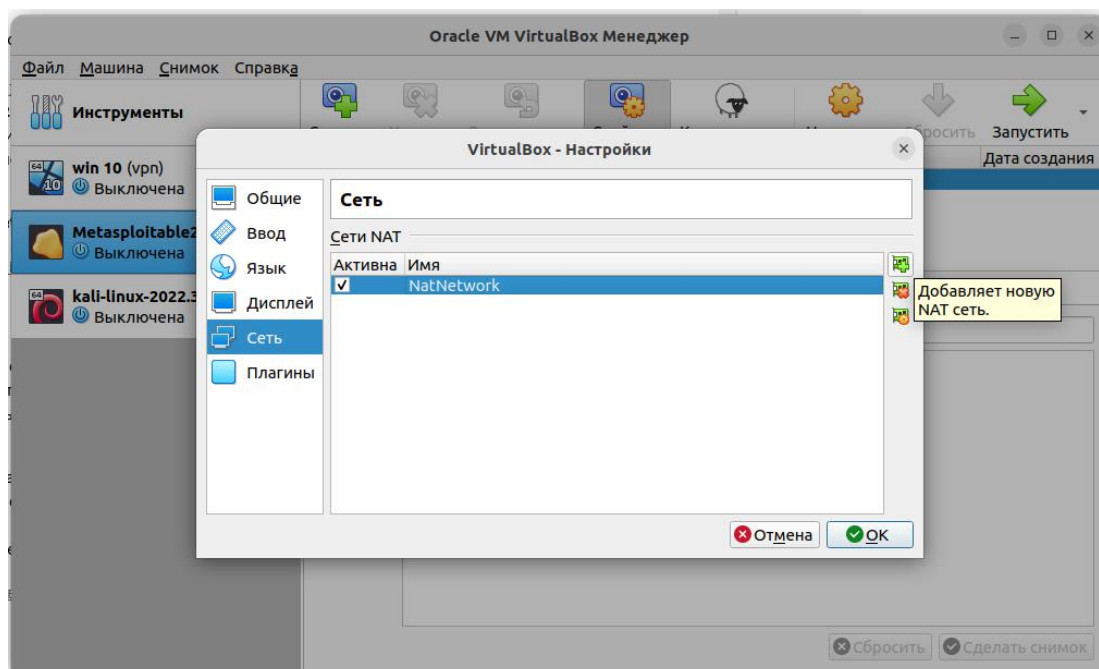 Oracle VM VirtualBox Менеджер
Файл Машина Снимок Справка
Инструменты
Сбросить Запустить
VirtualBox - Настройки
Дата создания
win 10 (vpn)
Выключена
Metasploitable2
Выключена
kali-linux-2022.3
Выключена
Общие
Ввод
Язык
Дисплей
Сеть
Плагины
Сеть
Сети NAT
Активна Имя
NatNetwork
Добавляет новую
NAT сеть.
Отмена OK
Сбросить Сделать снимок